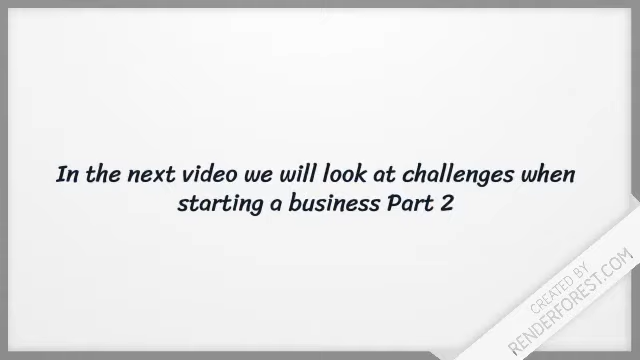 In the next video we will look at challenges when
starting a business Part 2
CREATED BY
RENDERFOREST.COM